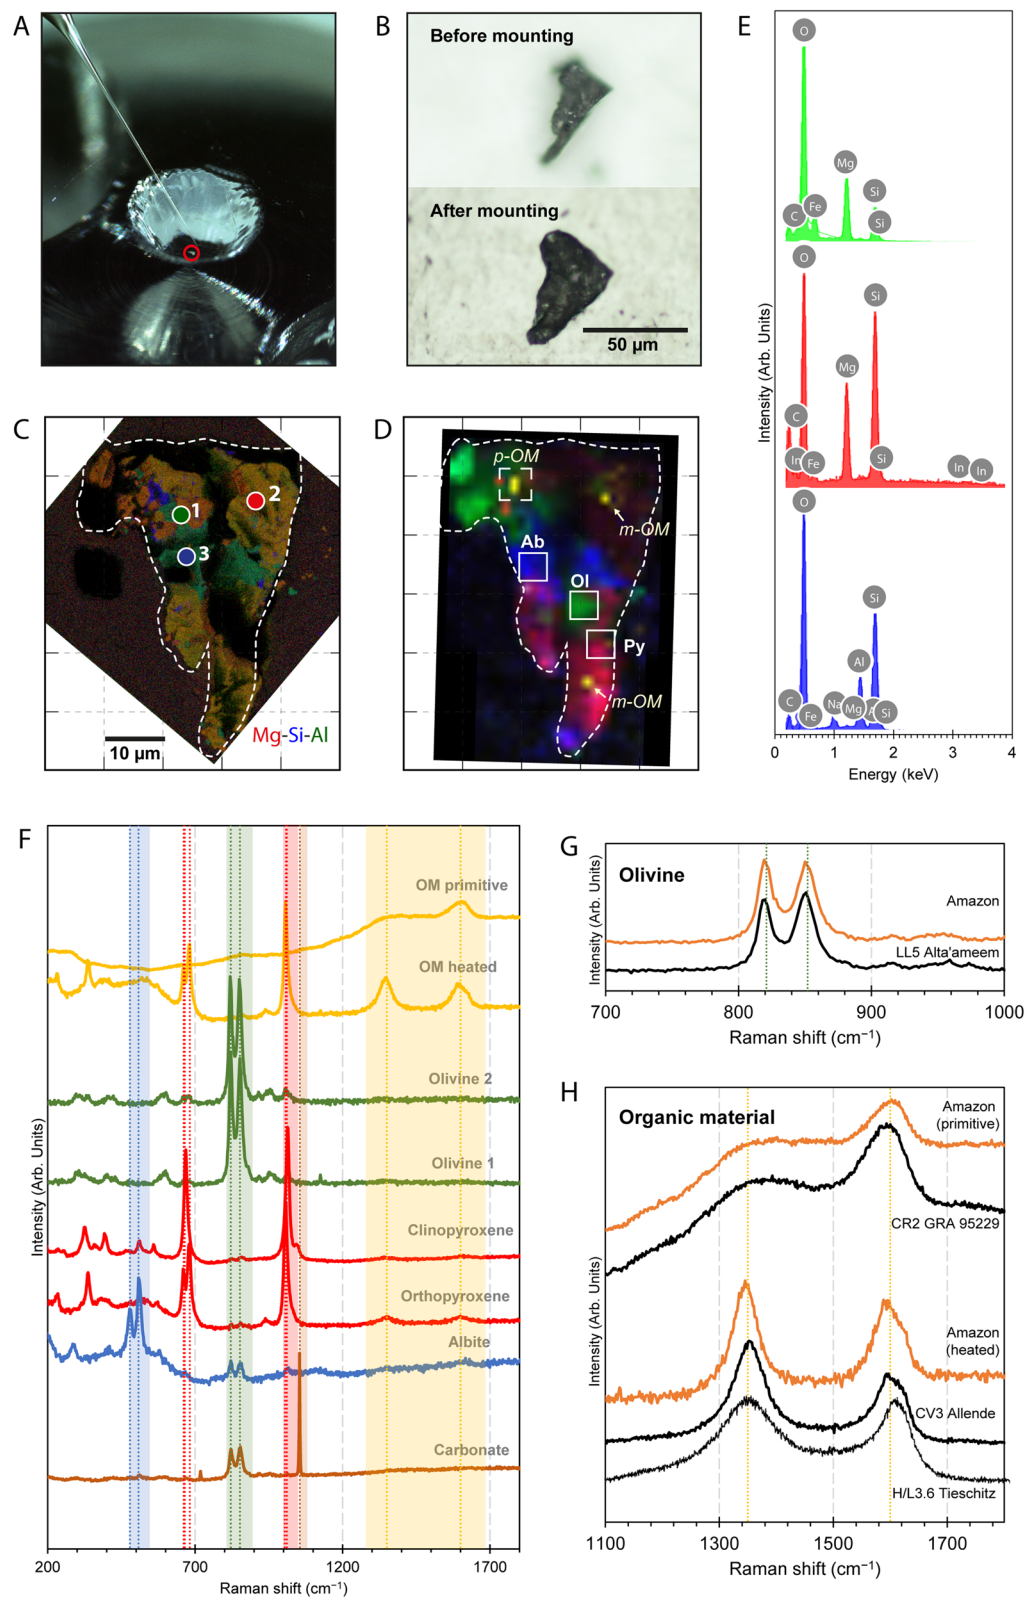 A
B
Before mounting
After mounting
50 µm
C
1
2
3
10 µm
Mg-Si-Al
D
p-OM
m-OM
Ab
Ol
Py
m-OM
E
O
Mg
Si
C
Fe
Si
O
Si
Mg
C
In
Fe
Si
In
In
O
Si
Al
C
Fe
Na
Mg
Si
Intensity (Arb. Units)
0
1
2
3
4
Energy (keV)
F
OM primitive
OM heated
Olivine 2
Olivine 1
Clinopyroxene
Orthopyroxene
Albite
Carbonate
Intensity (Arb. Units)
200
700
1200
1700
Raman shift (cm⁻¹)
G
Olivine
Amazon
LL5 Alta'ameem
Intensity (Arb. Units)
700
800
900
1000
Raman shift (cm⁻¹)
H
Organic material
Amazon
(primitive)
CR2 GRA 95229
Amazon
(heated)
CV3 Allende
H/L3.6 Tieschitz
Intensity (Arb. Units)
1100
1300
1500
1700
Raman shift (cm⁻¹)